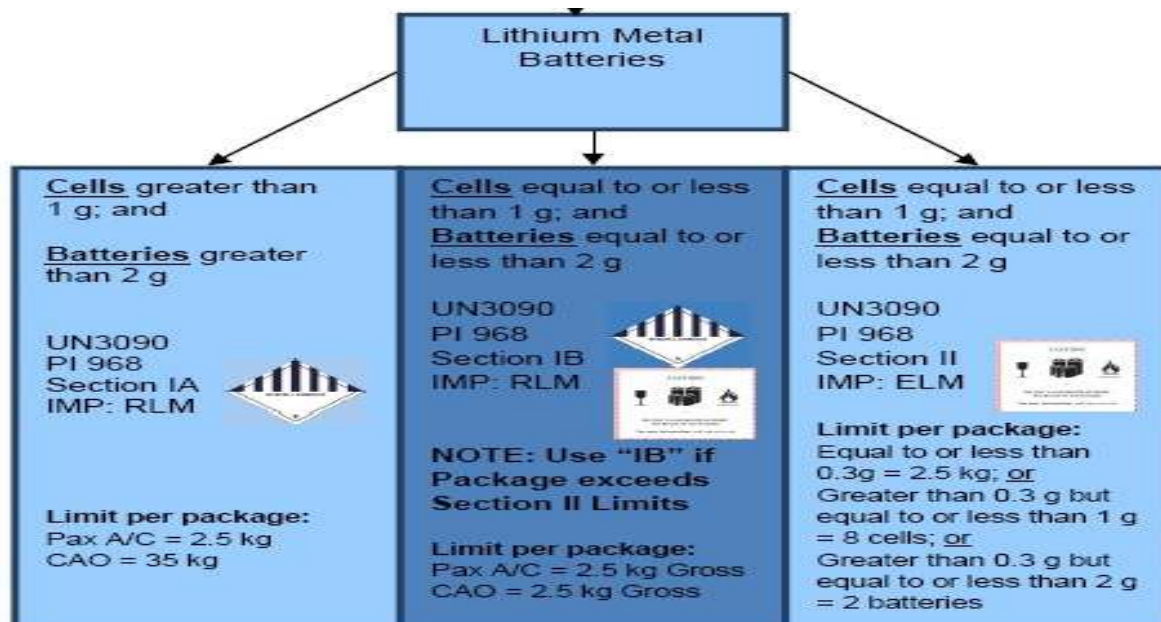 Lithium Metal
Batteries
Cells greater than
1 g; and
Batteries greater
than 2 g
UN3090
PI 968
Section IA
IMP: RLM
Limit per package:
Pax A/C = 2.5 kg
CAO = 35 kg
Cells equal to or less
than 1 g; and
Batteries equal to or
less than 2 g
UN3090
PI 968
Section IB
IMP: RLM
NOTE: Use “IB” if
Package exceeds
Section II Limits
Limit per package:
Pax A/C = 2.5 kg Gross
CAO = 2.5 kg Gross
Cells equal to or less
than 1 g; and
Batteries equal to or
less than 2 g
UN3090
PI 968
Section II
IMP: ELM
Limit per package:
Equal to or less than
0.3g = 2.5 kg; or
Greater than 0.3 g but
equal to or less than 1 g
= 8 cells; or
Greater than 0.3 g but
equal to or less than 2 g
= 2 batteries